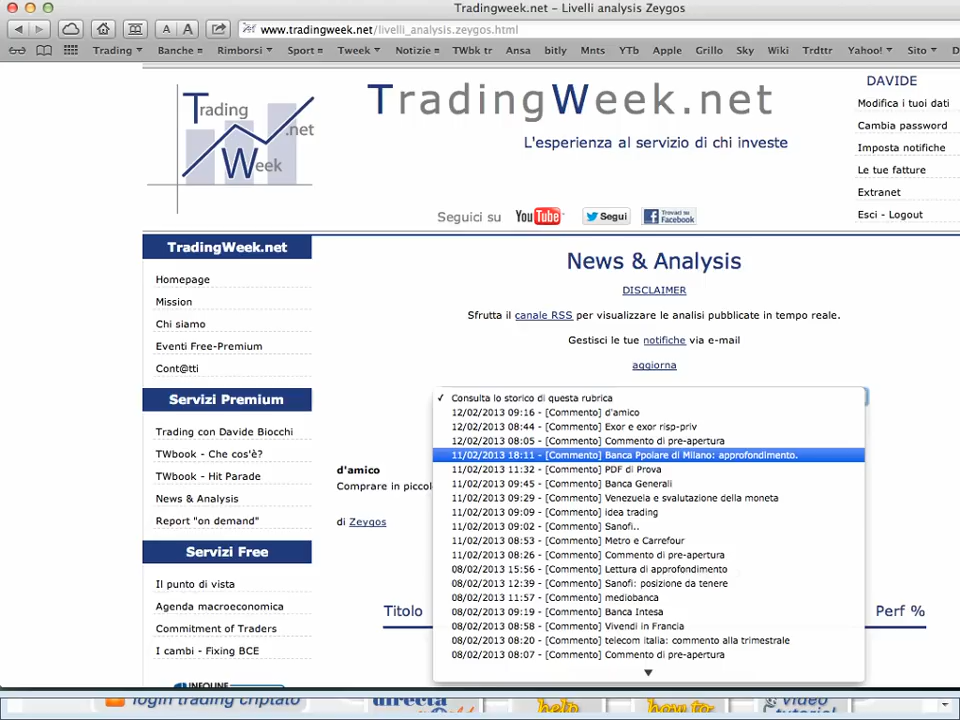 Tradingweek.net – Livelli analysis Zeygos
A A www.tradingweek.net/livelli_analysis.zeygos.html
Trading Banche Rimborsi Sport Tweek Notizie TWbk tr Ansa bitly Mnts YTb Apple Grillo Sky Wiki Trdttr Yahoo! Sito D
Trading .net Week
TradingWeek.net
L'esperienza al servizio di chi investe
Seguici su YouTube Segui Trovaci su Facebook
DAVIDE
Modifica i tuoi dati
Cambia password
Imposta notifiche
Le tue fatture
Extranet
Esci - Logout
TradingWeek.net
Homepage
Mission
Chi siamo
Eventi Free-Premium
Cont@tti
Servizi Premium
Trading con Davide Biocchi
TWbook - Che cos'è?
TWbook - Hit Parade
News & Analysis
Report "on demand"
Servizi Free
Il punto di vista
Agenda macroeconomica
Commitment of Traders
I cambi - Fixing BCE
INFOLINE
News & Analysis
DISCLAIMER
Sfrutta il canale RSS per visualizzare le analisi pubblicate in tempo reale.
Gestisci le tue notifiche via e-mail
aggiorna
✓ Consulta lo storico di questa rubrica
12/02/2013 09:16 - [Commento] d'amico
12/02/2013 08:44 - [Commento] Exor e exor risp-priv
12/02/2013 08:05 - [Commento] Commento di pre-apertura
11/02/2013 18:11 - [Commento] Banca Ppolare di Milano: approfondimento.
11/02/2013 11:32 - [Commento] PDF di Prova
11/02/2013 09:45 - [Commento] Banca Generali
11/02/2013 09:29 - [Commento] Venezuela e svalutazione della moneta
11/02/2013 09:09 - [Commento] idea trading
11/02/2013 09:02 - [Commento] Sanofi..
11/02/2013 08:53 - [Commento] Metro e Carrefour
11/02/2013 08:26 - [Commento] Commento di pre-apertura
08/02/2013 15:56 - [Commento] Lettura di approfondimento
08/02/2013 12:39 - [Commento] Sanofi: posizione da tenere
08/02/2013 11:57 - [Commento] mediobanca
08/02/2013 09:19 - [Commento] Banca Intesa
08/02/2013 08:58 - [Commento] Vivendi in Francia
08/02/2013 08:20 - [Commento] telecom italia: commento alla trimestrale
08/02/2013 08:07 - [Commento] Commento di pre-apertura
d'amico
Comprare in piccol
di Zeygos
Titolo Perf %
login trading criptato directa help how to video tutorial